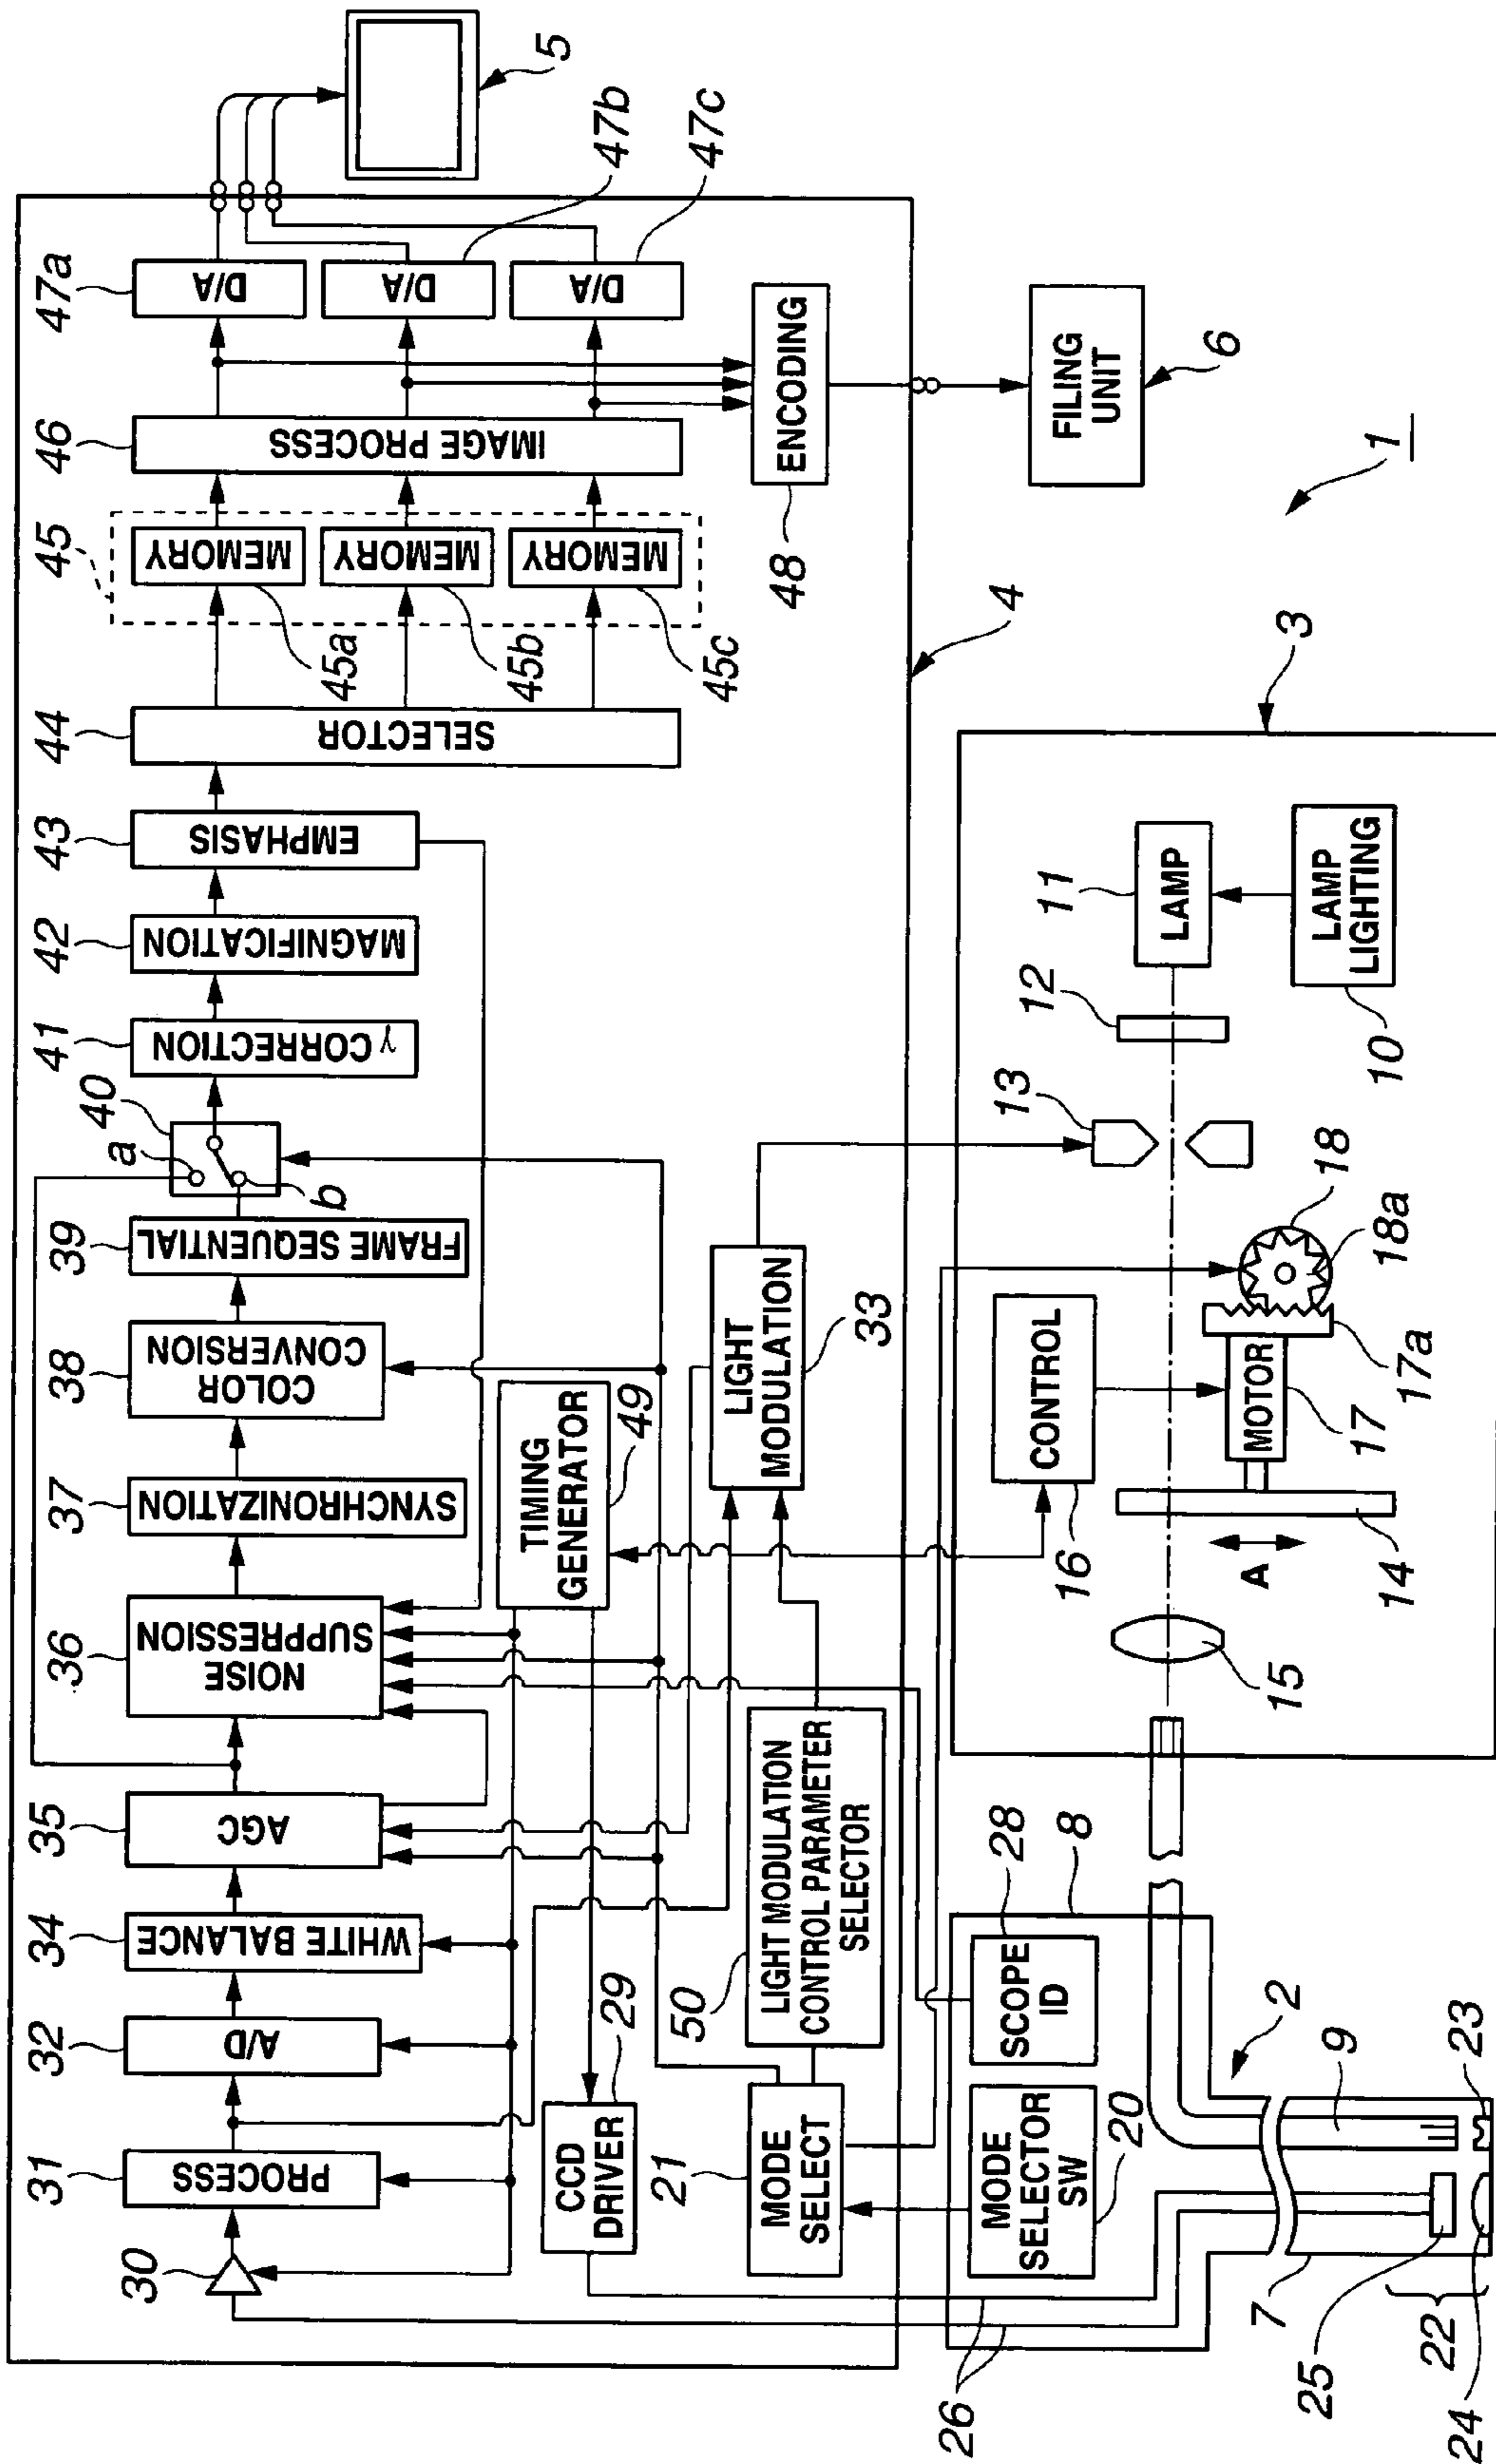 30
31
PROCESS
32
A/D
34
WHITE BALANCE
35
AGC
36
NOISE
SUPPRESSION
37
SYNCHRONIZATION
38
COLOR
CONVERSION
39
FRAME SEQUENTIAL
a
b
40
41
γ CORRECTION
42
MAGNIFICATION
43
EMPHASIS
44
SELECTOR
45
MEMORY
MEMORY
MEMORY
45a
45b
45c
46
IMAGE PROCESS
47a
D/A
D/A
D/A
47b
47c
5
CCD
DRIVER
29
TIMING
GENERATOR
49
21
MODE
SELECT
50
LIGHT MODULATION
CONTROL PARAMETER
SELECTOR
LIGHT
MODULATION
33
ENCODING
48
4
FILING
UNIT
6
1
26
MODE
SELECTOR
SW
20
SCOPE
ID
28
8
2
9
7
22
23
24
25
3
LAMP
11
LAMP
LIGHTING
10
12
13
CONTROL
16
MOTOR
17
17a
18
18a
14
A
15